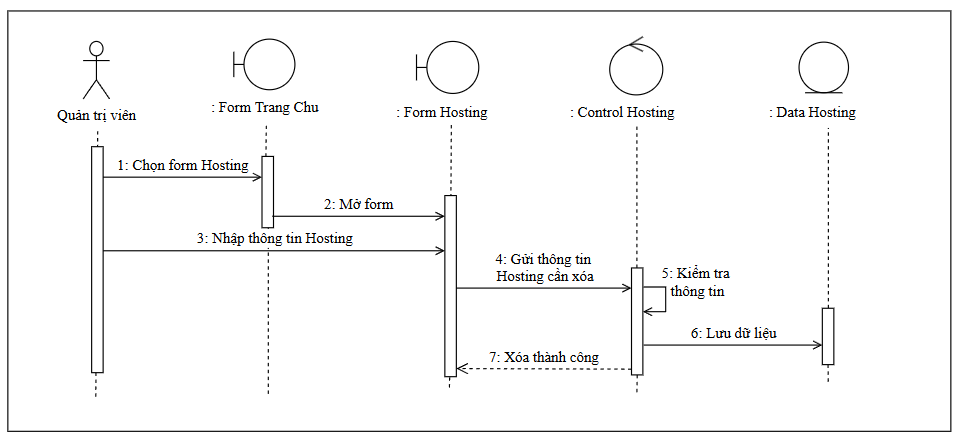 Quản trị viên
: Form Trang Chu
: Form Hosting
: Control Hosting
: Data Hosting
1: Chọn form Hosting
2: Mở form
3: Nhập thông tin Hosting
4: Gửi thông tin
Hosting cần xóa
5: Kiểm tra
thông tin
6: Lưu dữ liệu
7: Xóa thành công